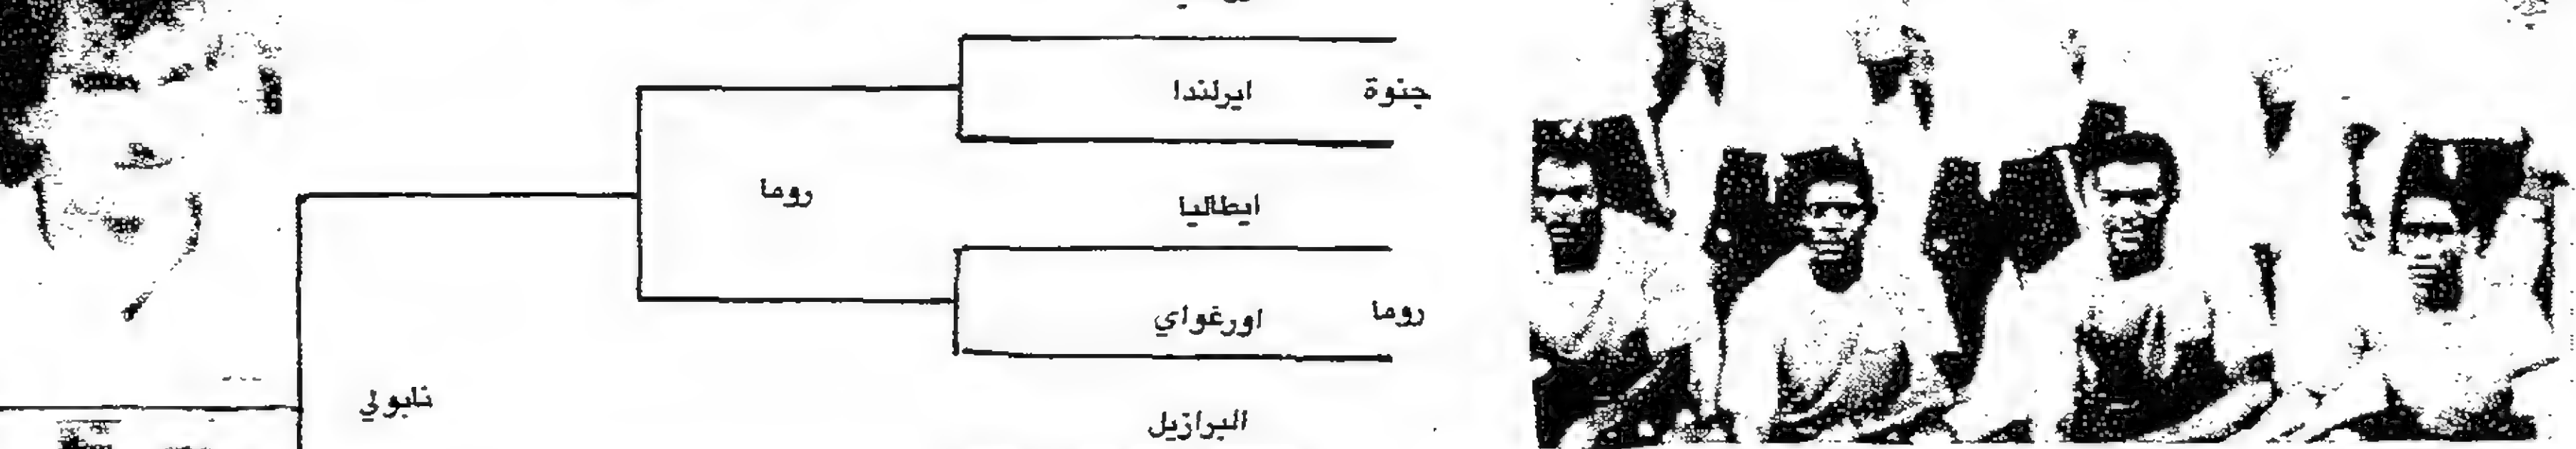 جنوة
ايرلندا
روما
ايطاليا
روما
اورغواي
نابولي
البرازيل